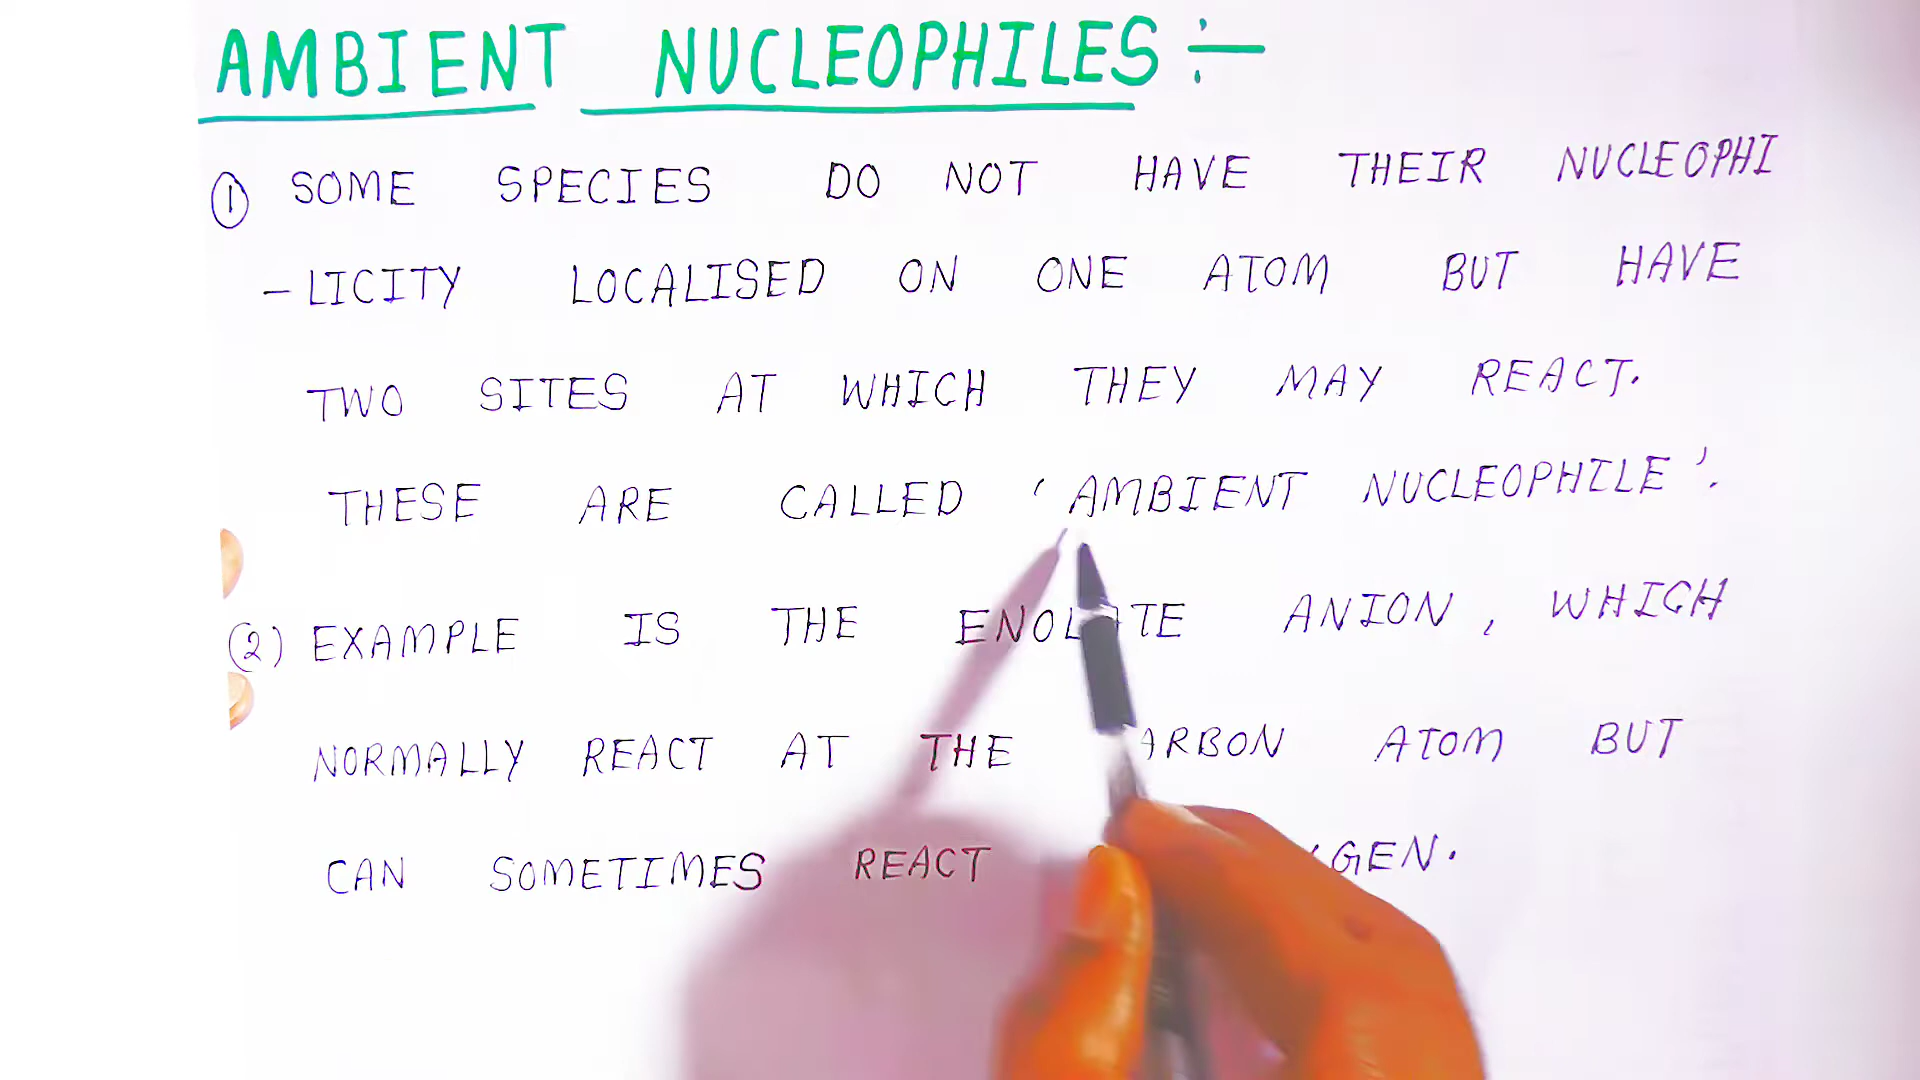 AMBIENT NUCLEOPHILES :-
① SOME SPECIES DO NOT HAVE THEIR NUCLEOPHI
-LICITY LOCALISED ON ONE ATOM BUT HAVE
TWO SITES AT WHICH THEY MAY REACT.
THESE ARE CALLED 'AMBIENT NUCLEOPHILE'.
(2) EXAMPLE IS THE ENOLATE ANION, WHICH
NORMALLY REACT AT THE CARBON ATOM BUT
CAN SOMETIMES REACT